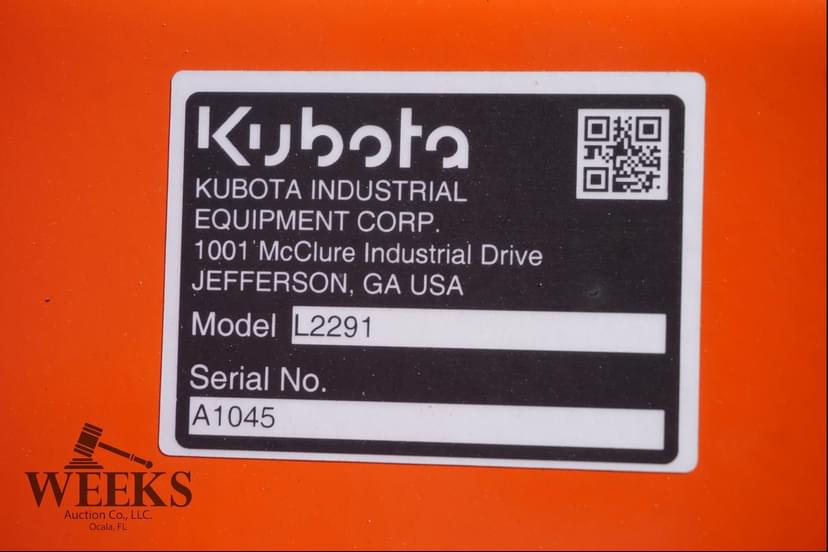 Kubota
KUBOTA INDUSTRIAL
EQUIPMENT CORP.
1001 McClure Industrial Drive
JEFFERSON, GA USA
Model L2291
Serial No.
A1045
WEEKS
Auction Co., LLC.
Ocala, FL